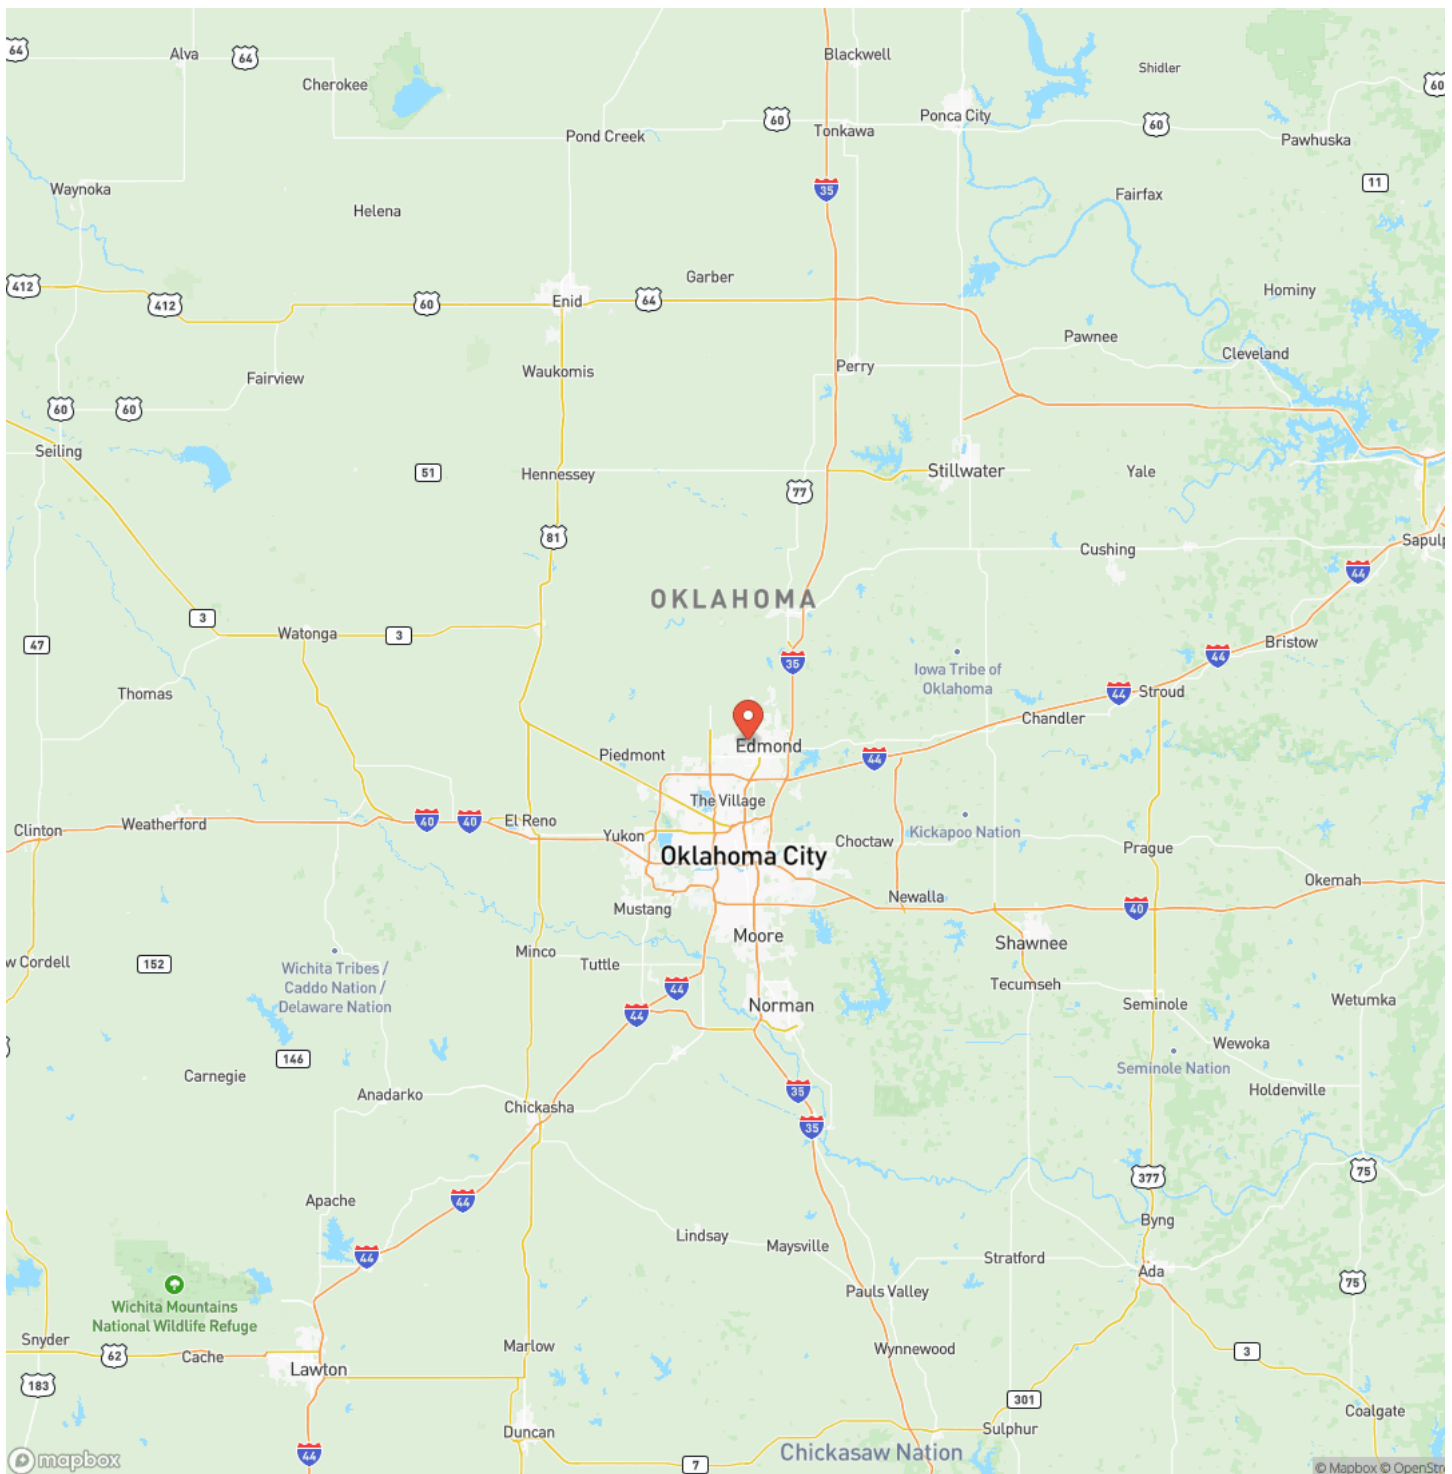 64
Alva
64
Cherokee
Blackwell
Shidler
60
Ponca City
60
Tonkawa
60
Pond Creek
Pawhuska
Waynoka
35
11
Fairfax
Helena
412
412
60
Enid
64
Garber
Hominy
Pawnee
Cleveland
Perry
Waukomis
Fairview
60
60
Seiling
51
Hennessey
Stillwater
Yale
77
81
Cushing
Sapulp
44
OKLAHOMA
3
Watonga
3
47
35
Iowa Tribe of
Oklahoma
44
Bristow
Thomas
44
Stroud
Chandler
Edmond
Piedmont
44
The Village
Clinton
Weatherford
40
40
El Reno
Yukon
Choctaw
Kickapoo Nation
Prague
Oklahoma City
Okemah
Newalla
40
Mustang
Moore
Shawnee
Minco
Tuttle
w Cordell
152
Wichita Tribes /
Caddo Nation /
Delaware Nation
44
44
Norman
Tecumseh
Seminole
Wetumka
146
Wewoka
Seminole Nation
Carnegie
Anadarko
Chickasha
35
35
Holdenville
377
75
Apache
44
44
Lindsay
Maysville
Stratford
Byng
Ada
75
Pauls Valley
Wichita Mountains
National Wildlife Refuge
Snyder
62
Cache
Lawton
Marlow
Wynnewood
3
183
301
Coalgate
Duncan
Sulphur
Chickasaw Nation
44
7
mapbox
© Mapbox © OpenStre